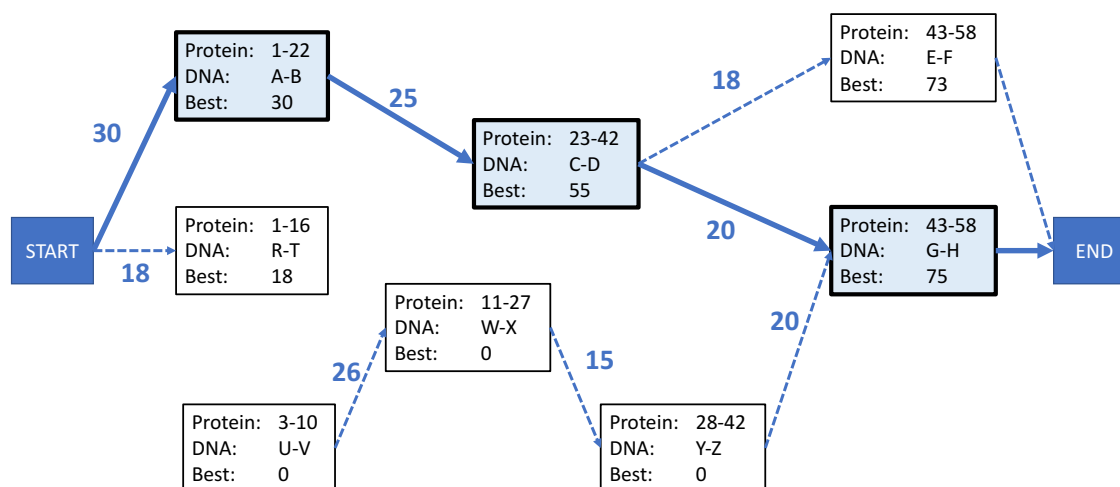 Protein: 1-22
DNA: A-B
Best: 30
Protein: 43-58
DNA: E-F
Best: 73
18
25
30
Protein: 23-42
DNA: C-D
Best: 55
START
18
Protein: 1-16
DNA: R-T
Best: 18
20
Protein: 43-58
DNA: G-H
Best: 75
END
Protein: 11-27
DNA: W-X
Best: 0
26
15
20
Protein: 3-10
DNA: U-V
Best: 0
Protein: 28-42
DNA: Y-Z
Best: 0